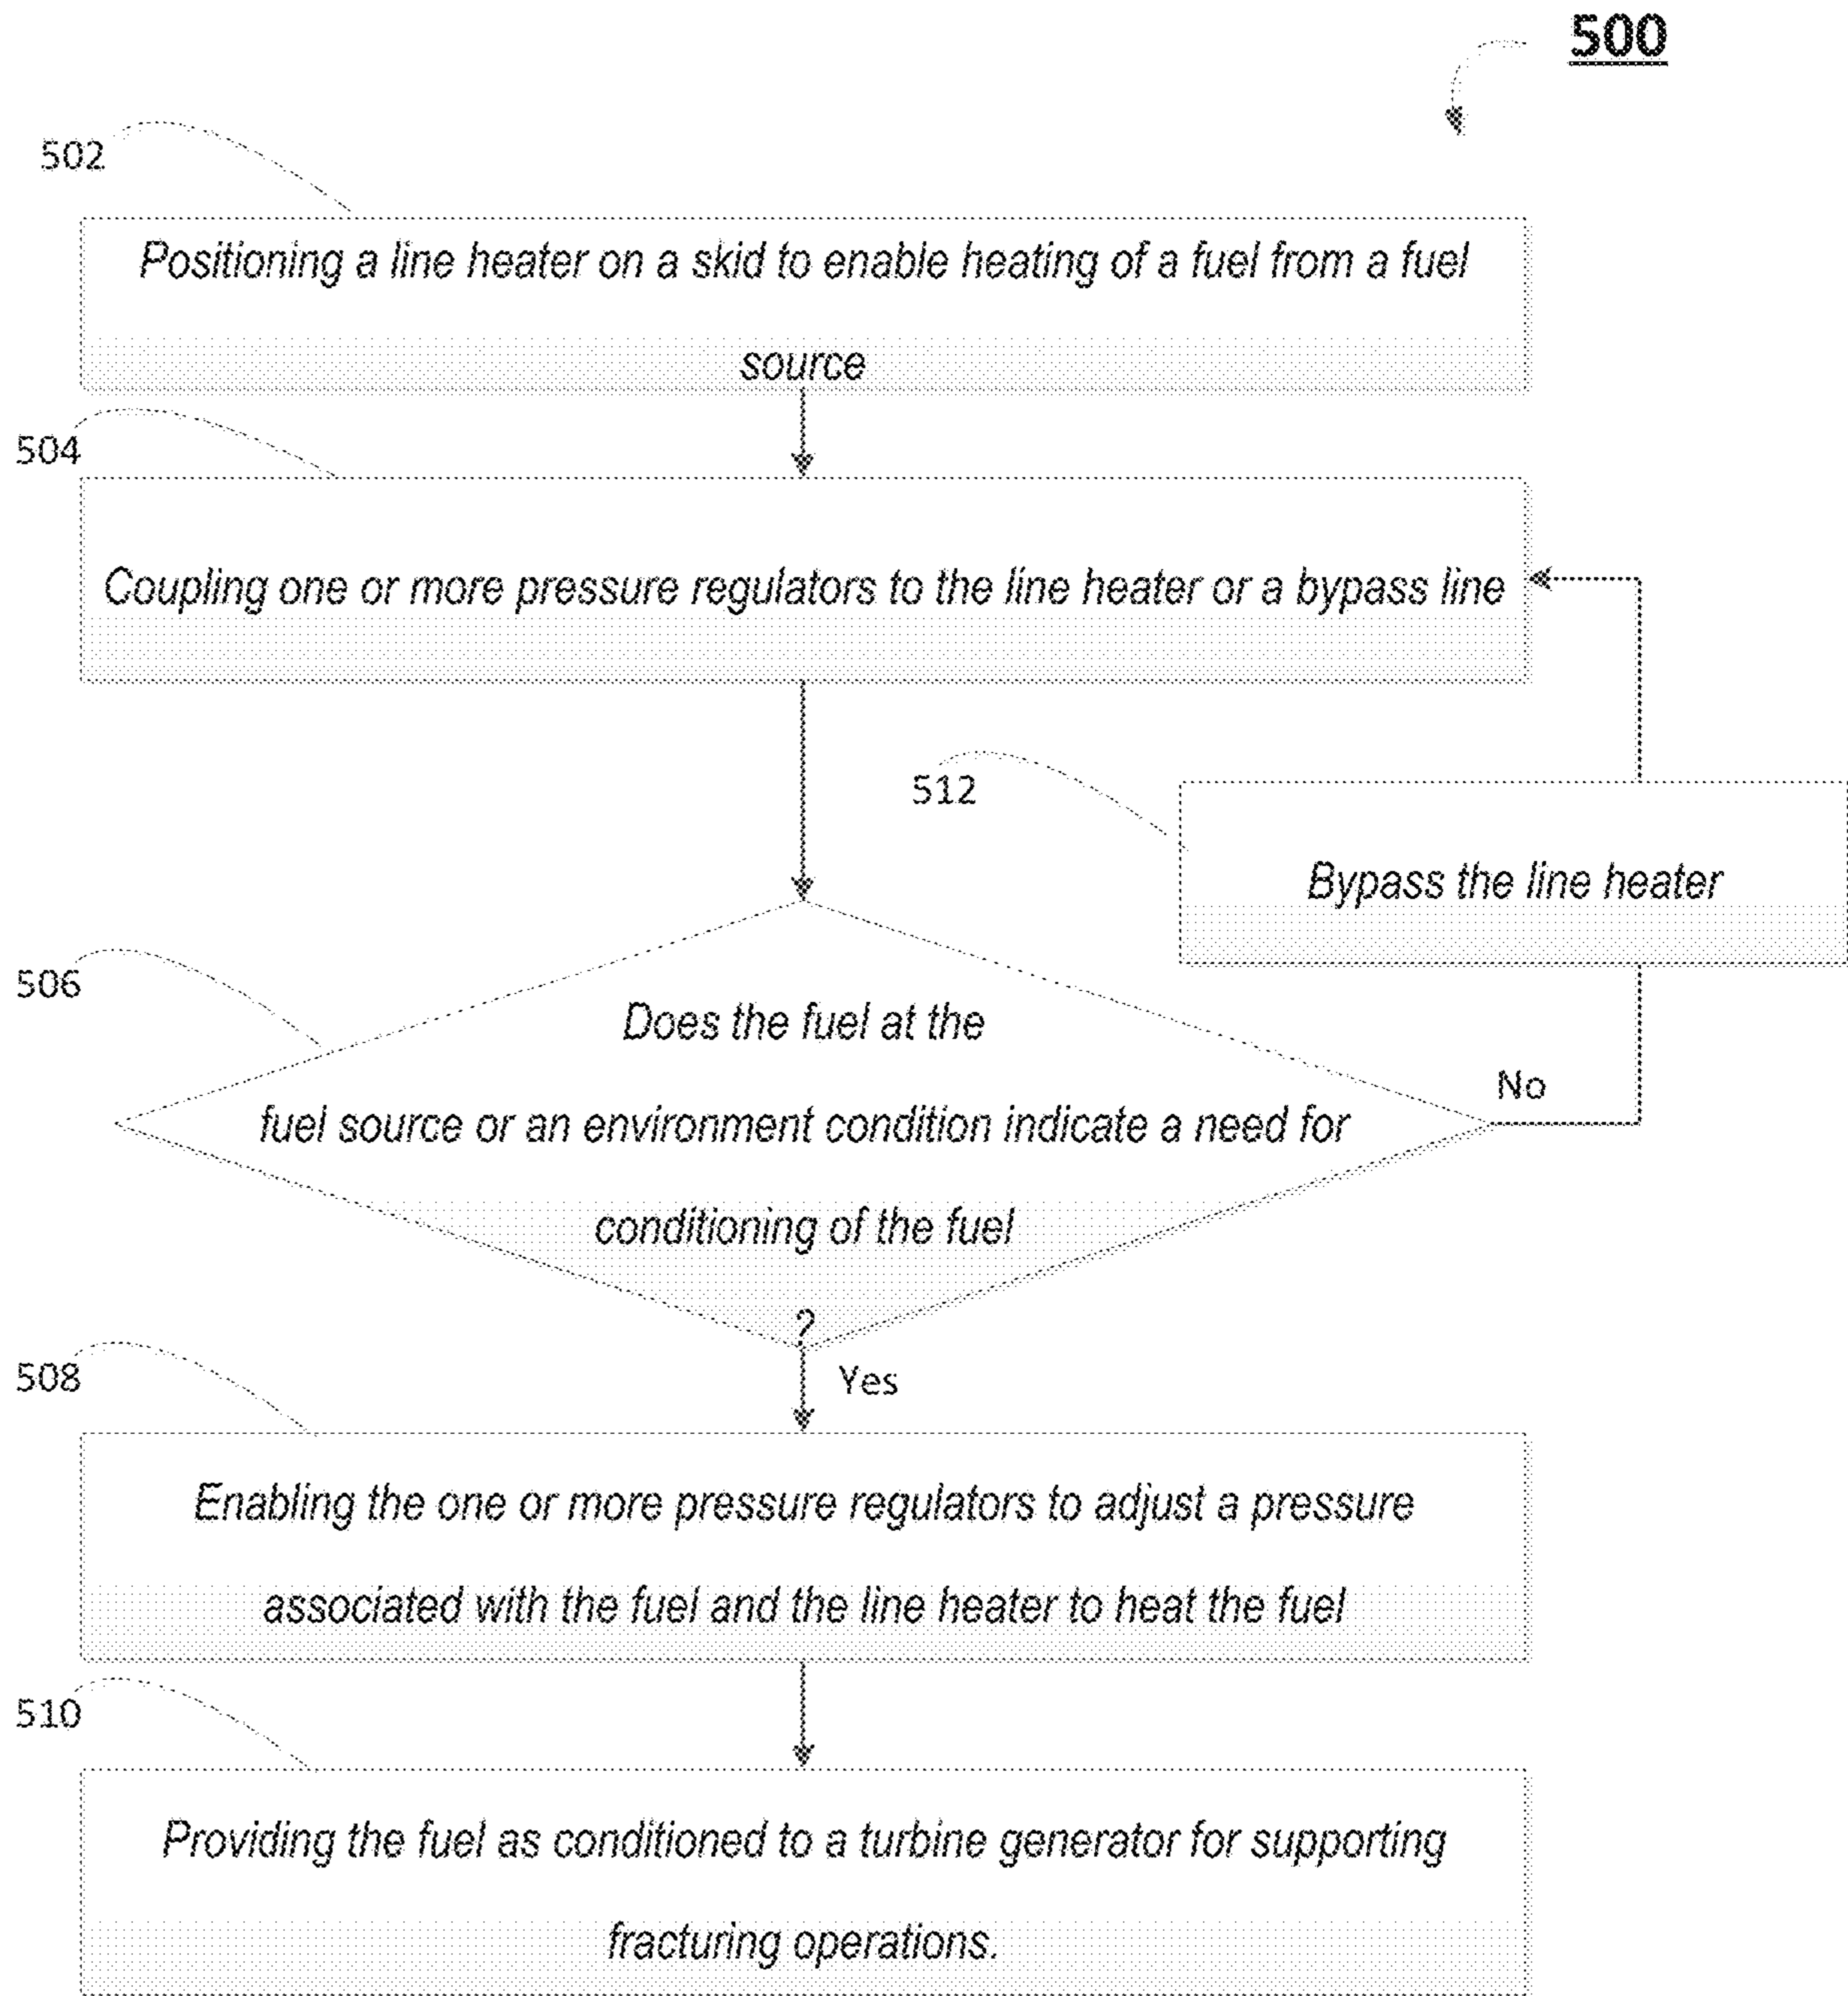 500
502
Positioning a line heater on a skid to enable heating of a fuel from a fuel
source
504
Coupling one or more pressure regulators to the line heater or a bypass line
512
Bypass the line heater
506
Does the fuel at the
fuel source or an environment condition indicate a need for
conditioning of the fuel
?
No
Yes
508
Enabling the one or more pressure regulators to adjust a pressure
associated with the fuel and the line heater to heat the fuel
510
Providing the fuel as conditioned to a turbine generator for supporting
fracturing operations.